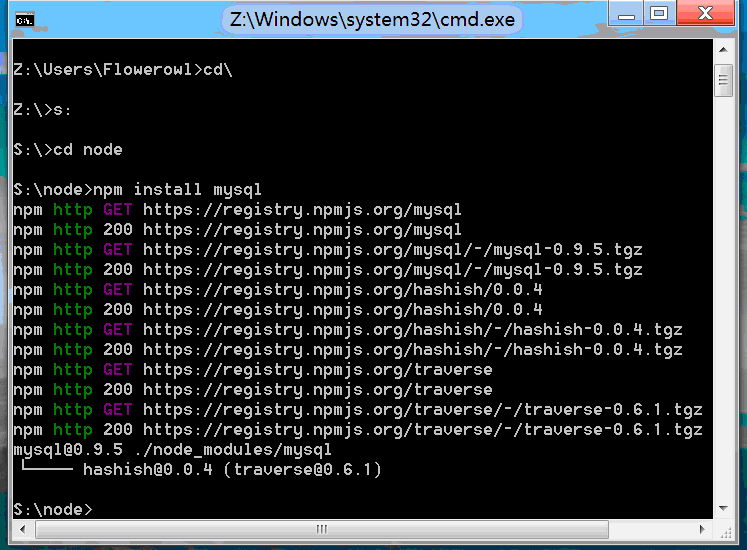 Z:\Windows\system32\cmd.exe
Z:\Users\Flowerowl>cd\
Z:\>s:
S:\>cd node
S:\node>npm install mysql
npm http GET https://registry.npmjs.org/mysql
npm http 200 https://registry.npmjs.org/mysql
npm http GET https://registry.npmjs.org/mysql/-/mysql-0.9.5.tgz
npm http 200 https://registry.npmjs.org/mysql/-/mysql-0.9.5.tgz
npm http GET https://registry.npmjs.org/hashish/0.0.4
npm http 200 https://registry.npmjs.org/hashish/0.0.4
npm http GET https://registry.npmjs.org/hashish/-/hashish-0.0.4.tgz
npm http 200 https://registry.npmjs.org/hashish/-/hashish-0.0.4.tgz
npm http GET https://registry.npmjs.org/traverse
npm http 200 https://registry.npmjs.org/traverse
npm http GET https://registry.npmjs.org/traverse/-/traverse-0.6.1.tgz
npm http 200 https://registry.npmjs.org/traverse/-/traverse-0.6.1.tgz
mysql@0.9.5 ./node_modules/mysql
└── hashish@0.0.4 (traverse@0.6.1)
S:\node>